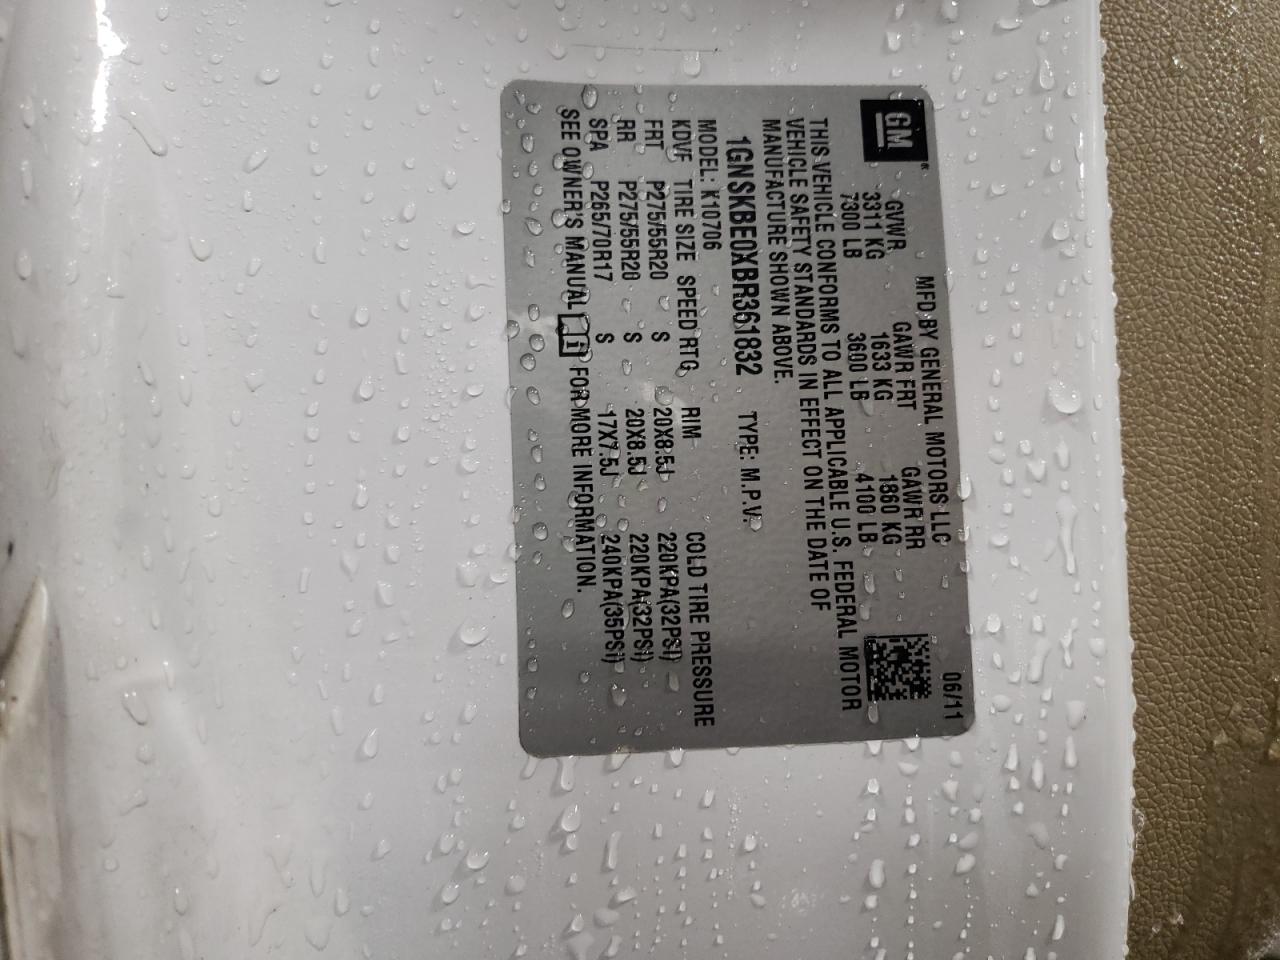 06/11
MFD BY GENERAL MOTORS LLC
GM
GVWR GAWR FRT GAWR RR
3311 KG 1633 KG 1860 KG
7300 LB 3600 LB 4100 LB
THIS VEHICLE CONFORMS TO ALL APPLICABLE U.S. FEDERAL MOTOR
VEHICLE SAFETY STANDARDS IN EFFECT ON THE DATE OF
MANUFACTURE SHOWN ABOVE.
1GNSKBE0XBR361832 TYPE: M.P.V.
MODEL: K10706
KDVF TIRE SIZE SPEED RTG RIM COLD TIRE PRESSURE
FRT P275/55R20 S 20X8.5J 220KPA(32PSI)
RR P275/55R20 S 20X8.5J 220KPA(32PSI)
SPA P265/70R17 S 17X7.5J 240KPA(35PSI)
SEE OWNER'S MANUAL i FOR MORE INFORMATION.